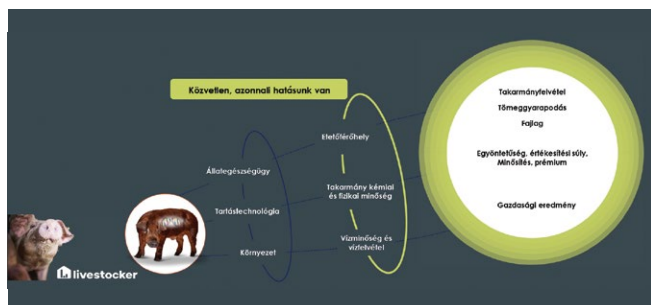 Közvetlen, azonnali hatásunk van
Takarmányfelvétel
Tömeggyarapodás
Fajlag
Egyöntetűség, értékesítési súly,
Minősítés, prémium
Gazdasági eredmény
Etetőférőhely
Takarmány kémiai
és fizikai minőség
Vízminőség és
vízfelvétel
Állategészségügy
Tartástechnológia
Környezet
livestocker